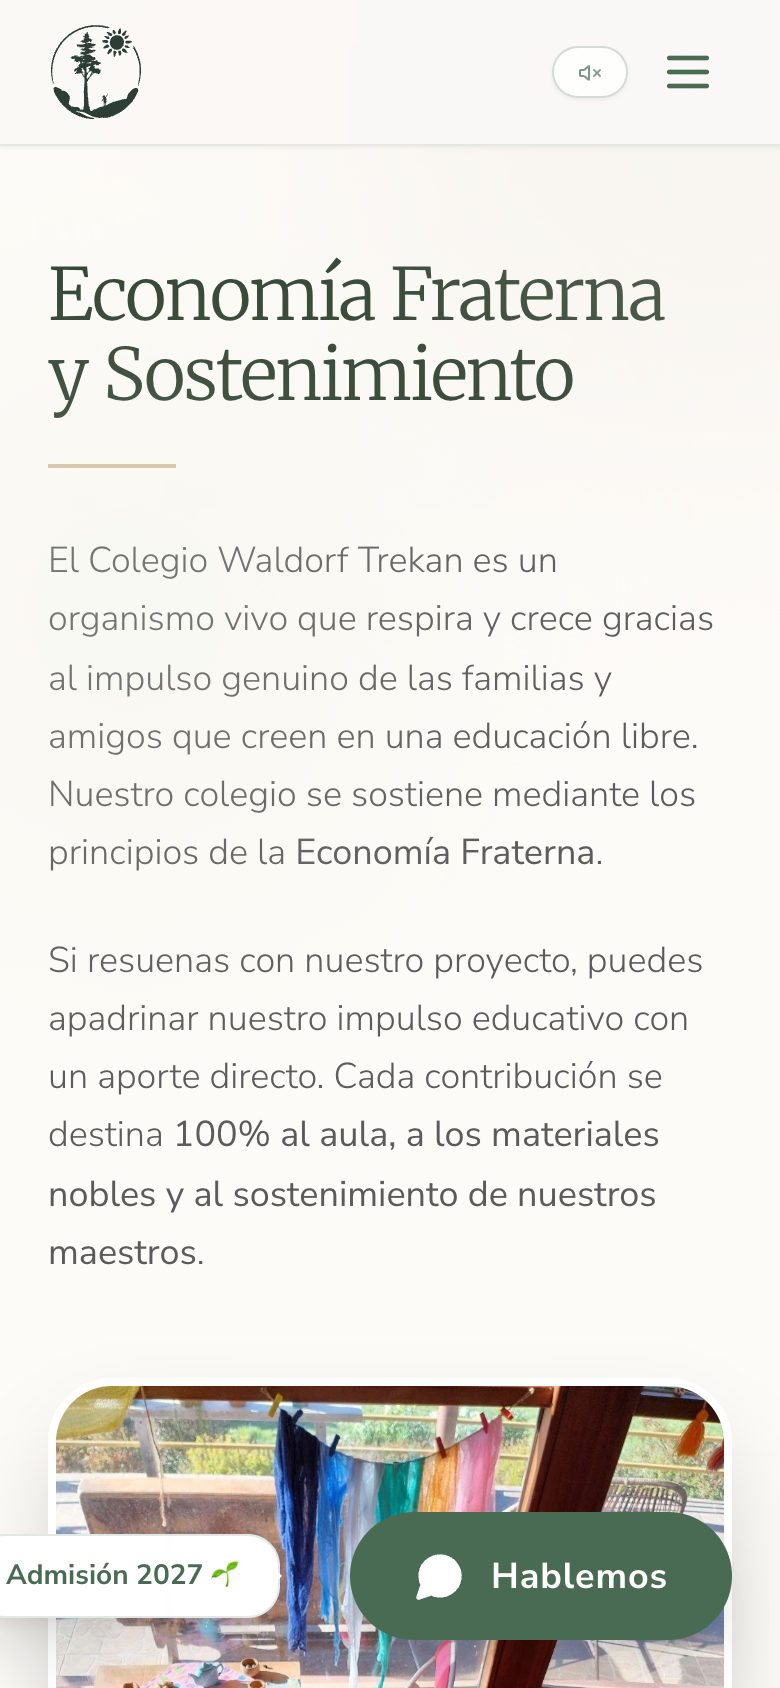 Economía Fraterna
y Sostenimiento
El Colegio Waldorf Trekan es un
organismo vivo que respira y crece gracias
al impulso genuino de las familias y
amigos que creen en una educación libre.
Nuestro colegio se sostiene mediante los
principios de la Economía Fraterna.
Si resuenas con nuestro proyecto, puedes
apadrinar nuestro impulso educativo con
un aporte directo. Cada contribución se
destina 100% al aula, a los materiales
nobles y al sostenimiento de nuestros
maestros.
Admisión 2027 🌱
Hablemos